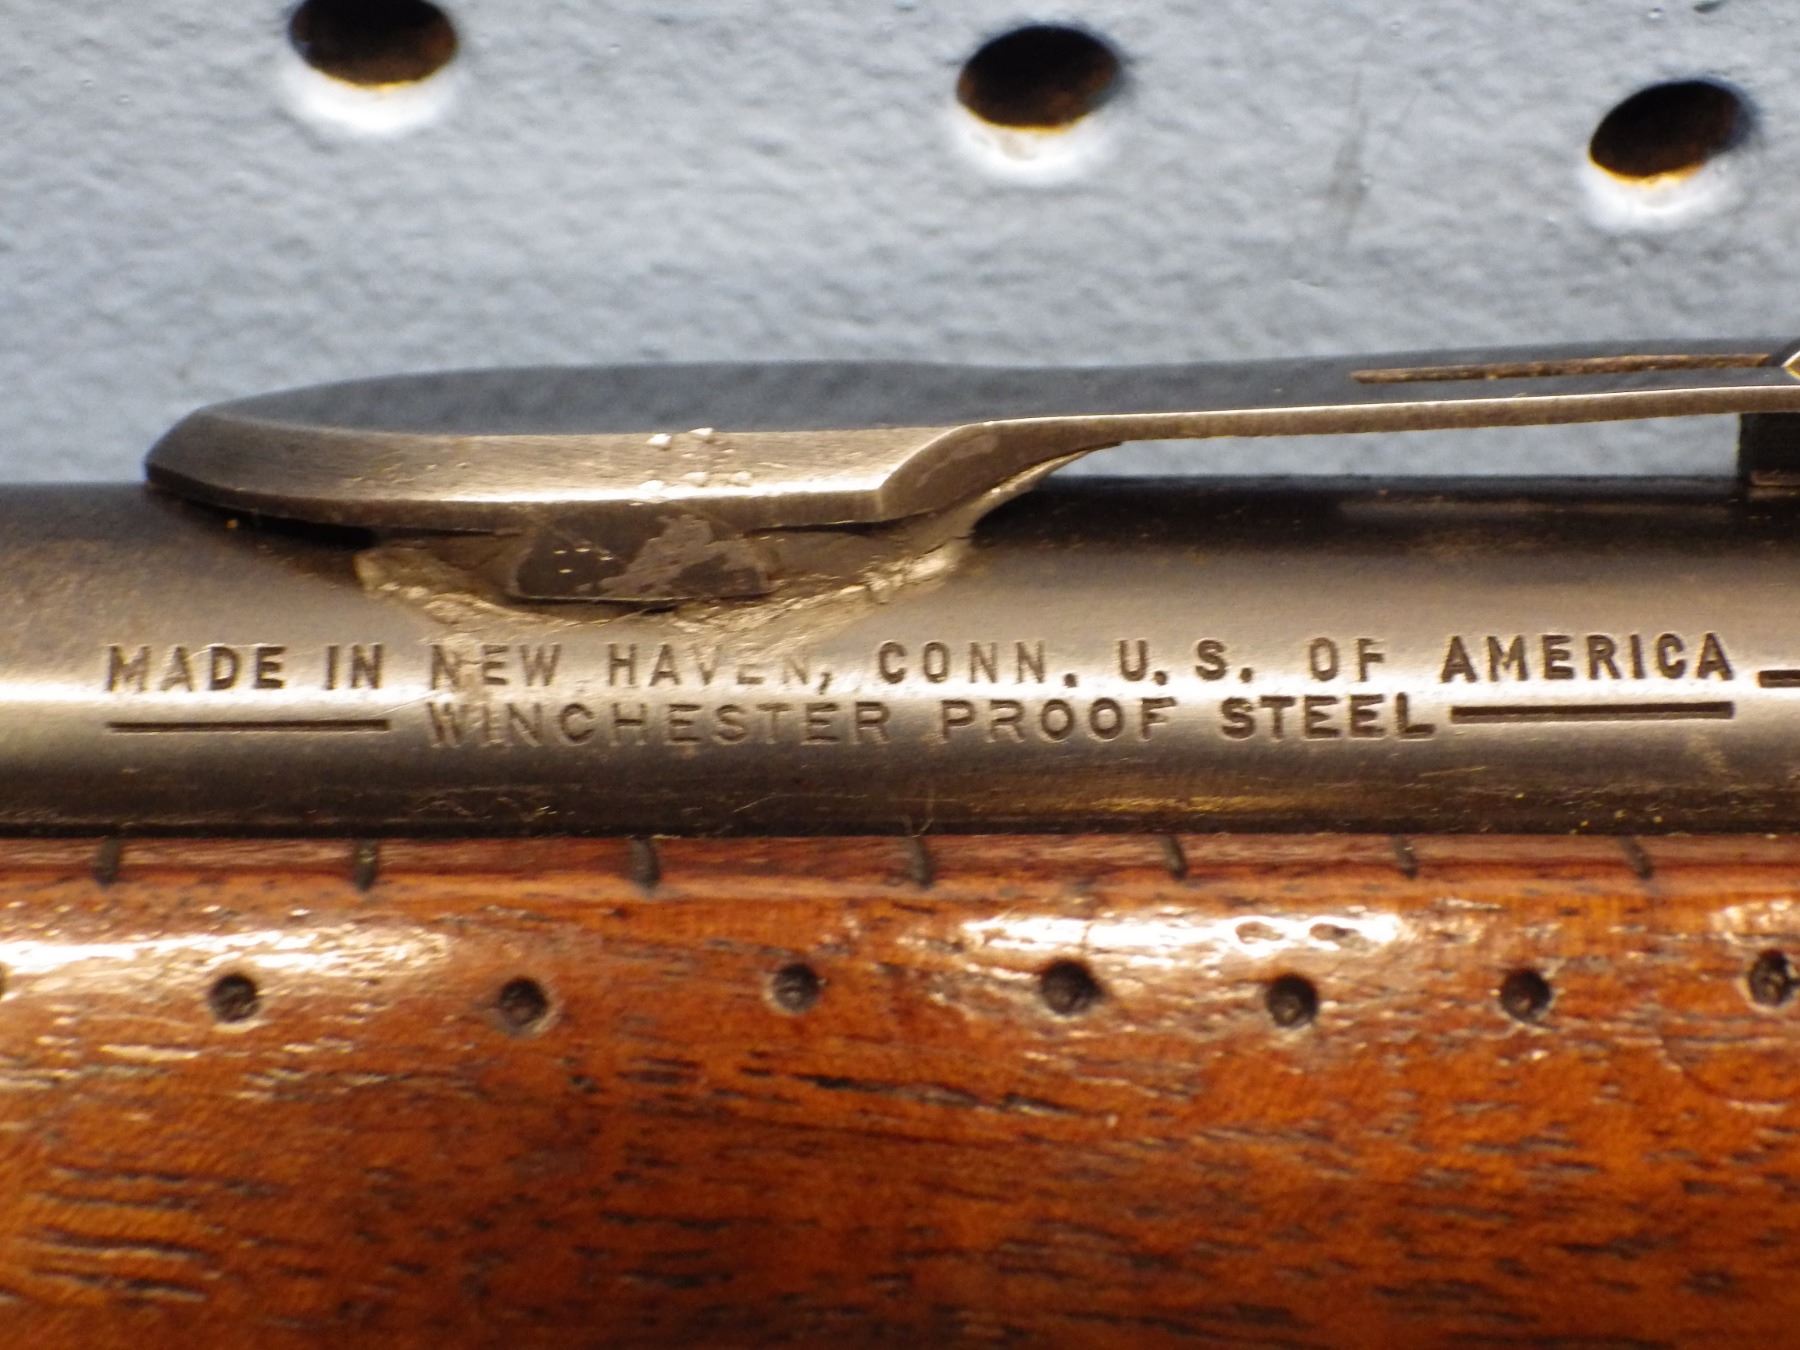 MADE IN NEW HAVEN, CONN. U.S. OF AMERICA
WINCHESTER PROOF STEEL